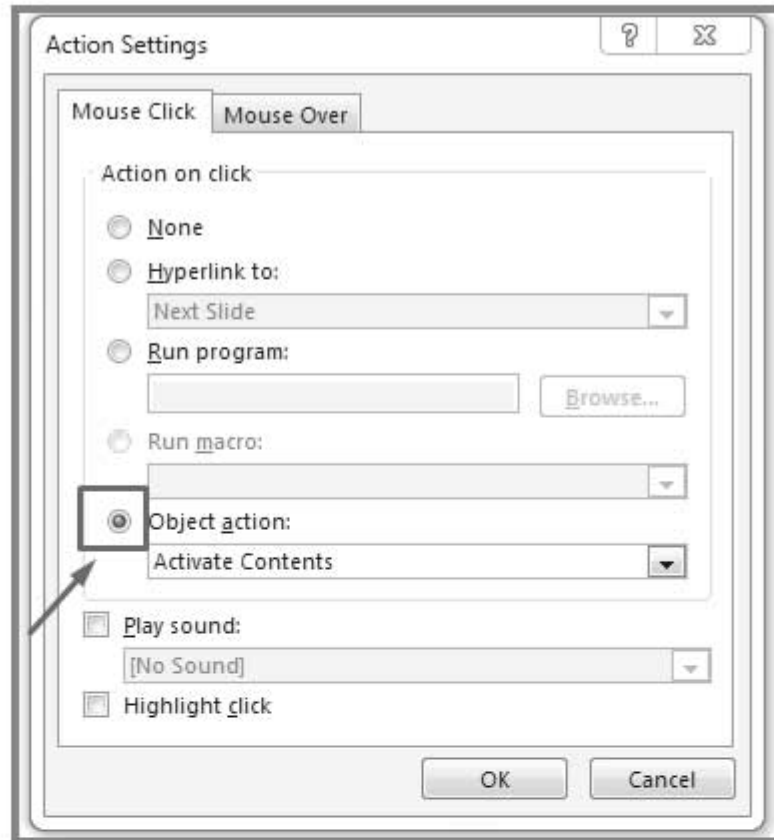 Action Settings
Mouse Click
Mouse Over
Action on click
None
Hyperlink to:
Next Slide
Run program:
Browse...
Run macro:
Object action:
Activate Contents
Play sound:
[No Sound]
Highlight click
OK
Cancel